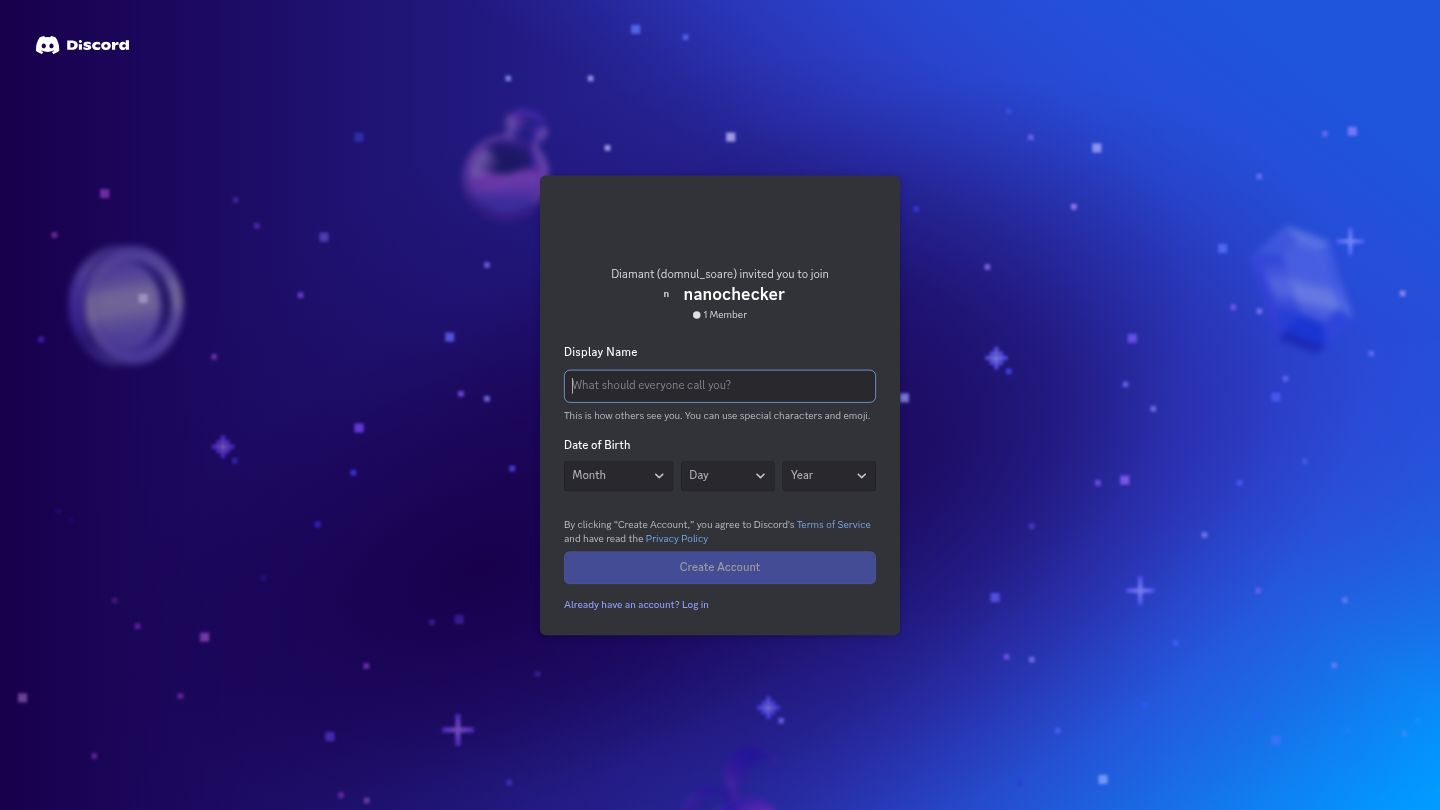 Discord
Diamant (domnul_soare) invited you to join
n nanochecker
1 Member
Display Name
What should everyone call you?
This is how others see you. You can use special characters and emoji.
Date of Birth
Month Day Year
By clicking “Create Account,” you agree to Discord's Terms of Service
and have read the Privacy Policy
Create Account
Already have an account? Log in